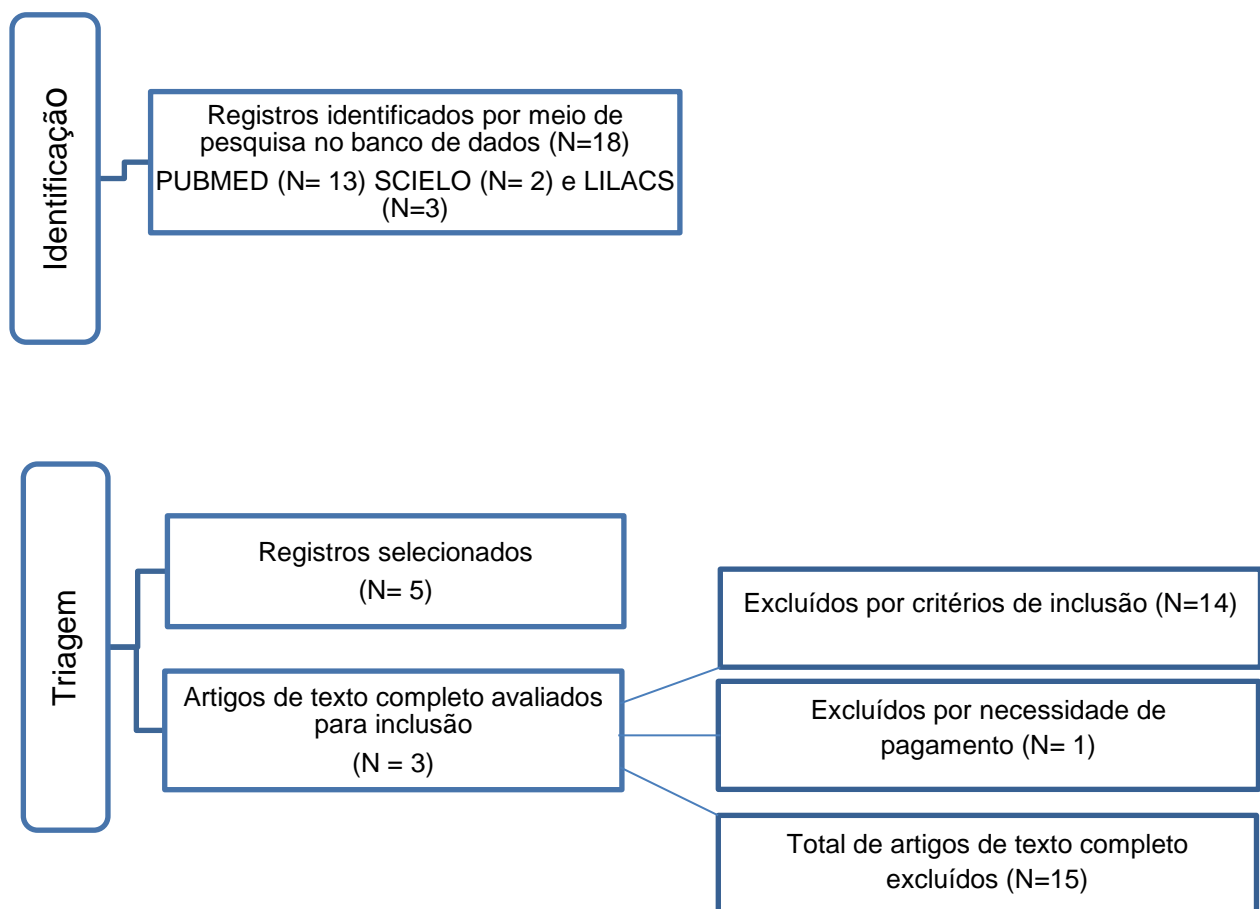 Identificação
Registros identificados por meio de
pesquisa no banco de dados (N=18)
PUBMED (N= 13) SCIELO (N= 2) e LILACS
(N=3)
Triagem
Registros selecionados
(N= 5)
Artigos de texto completo avaliados
para inclusão
(N = 3)
Excluídos por critérios de inclusão (N=14)
Excluídos por necessidade de
pagamento (N= 1)
Total de artigos de texto completo
excluídos (N=15)